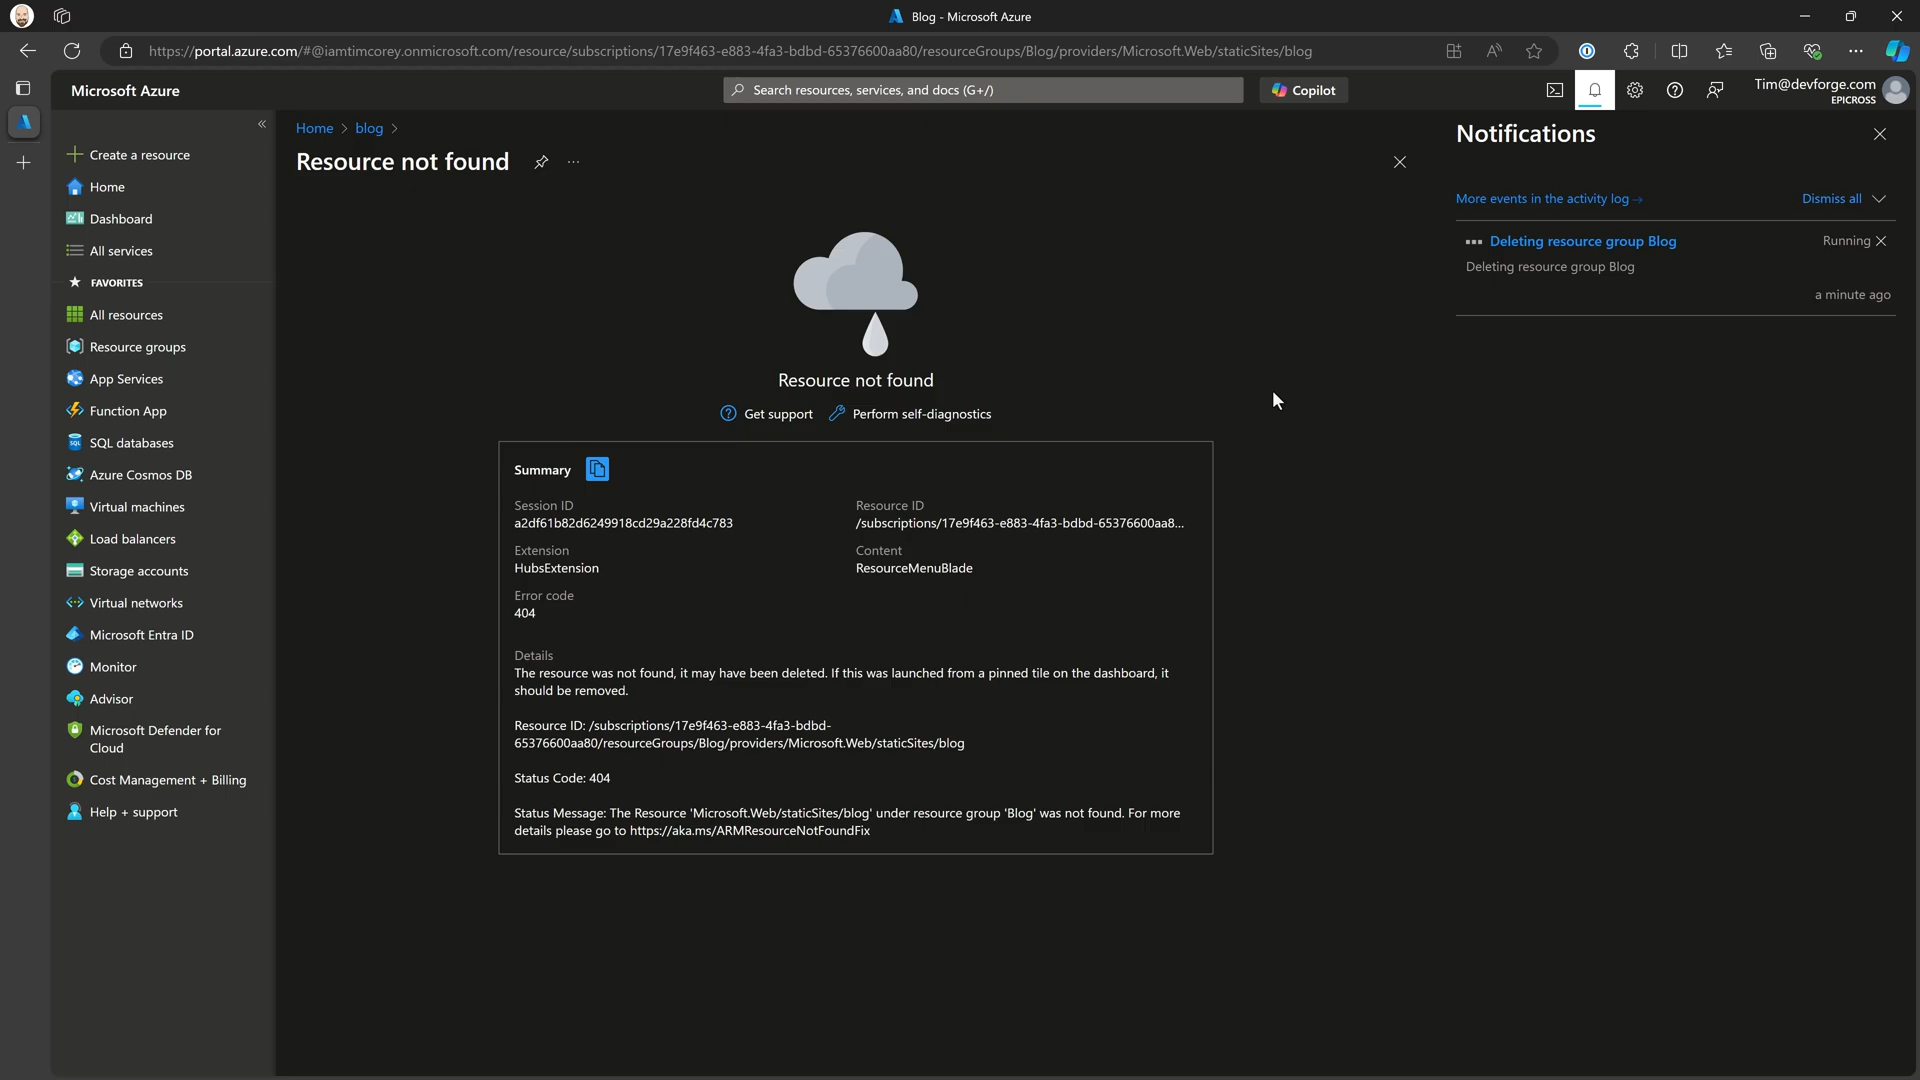 Blog - Microsoft Azure
https://portal.azure.com/#@iamtimcorey.onmicrosoft.com/resource/subscriptions/17e9f463-e883-4fa3-bdbd-65376600aa80/resourceGroups/Blog/providers/Microsoft.Web/staticSites/blog
Microsoft Azure
Search resources, services, and docs (G+/)
Copilot
Tim@devforge.com
EPICROSS
Create a resource
Home
Dashboard
All services
FAVORITES
All resources
Resource groups
App Services
Function App
SQL databases
Azure Cosmos DB
Virtual machines
Load balancers
Storage accounts
Virtual networks
Microsoft Entra ID
Monitor
Advisor
Microsoft Defender for
Cloud
Cost Management + Billing
Help + support
Home > blog >
Resource not found
Resource not found
Get support
Perform self-diagnostics
Summary
Session ID
a2df61b82d6249918cd29a228fd4c783
Resource ID
/subscriptions/17e9f463-e883-4fa3-bdbd-65376600aa8...
Extension
HubsExtension
Content
ResourceMenuBlade
Error code
404
Details
The resource was not found, it may have been deleted. If this was launched from a pinned tile on the dashboard, it
should be removed.
Resource ID: /subscriptions/17e9f463-e883-4fa3-bdbd-
65376600aa80/resourceGroups/Blog/providers/Microsoft.Web/staticSites/blog
Status Code: 404
Status Message: The Resource 'Microsoft.Web/staticSites/blog' under resource group 'Blog' was not found. For more
details please go to https://aka.ms/ARMResourceNotFoundFix
Notifications
More events in the activity log →
Dismiss all
Deleting resource group Blog
Running
Deleting resource group Blog
a minute ago